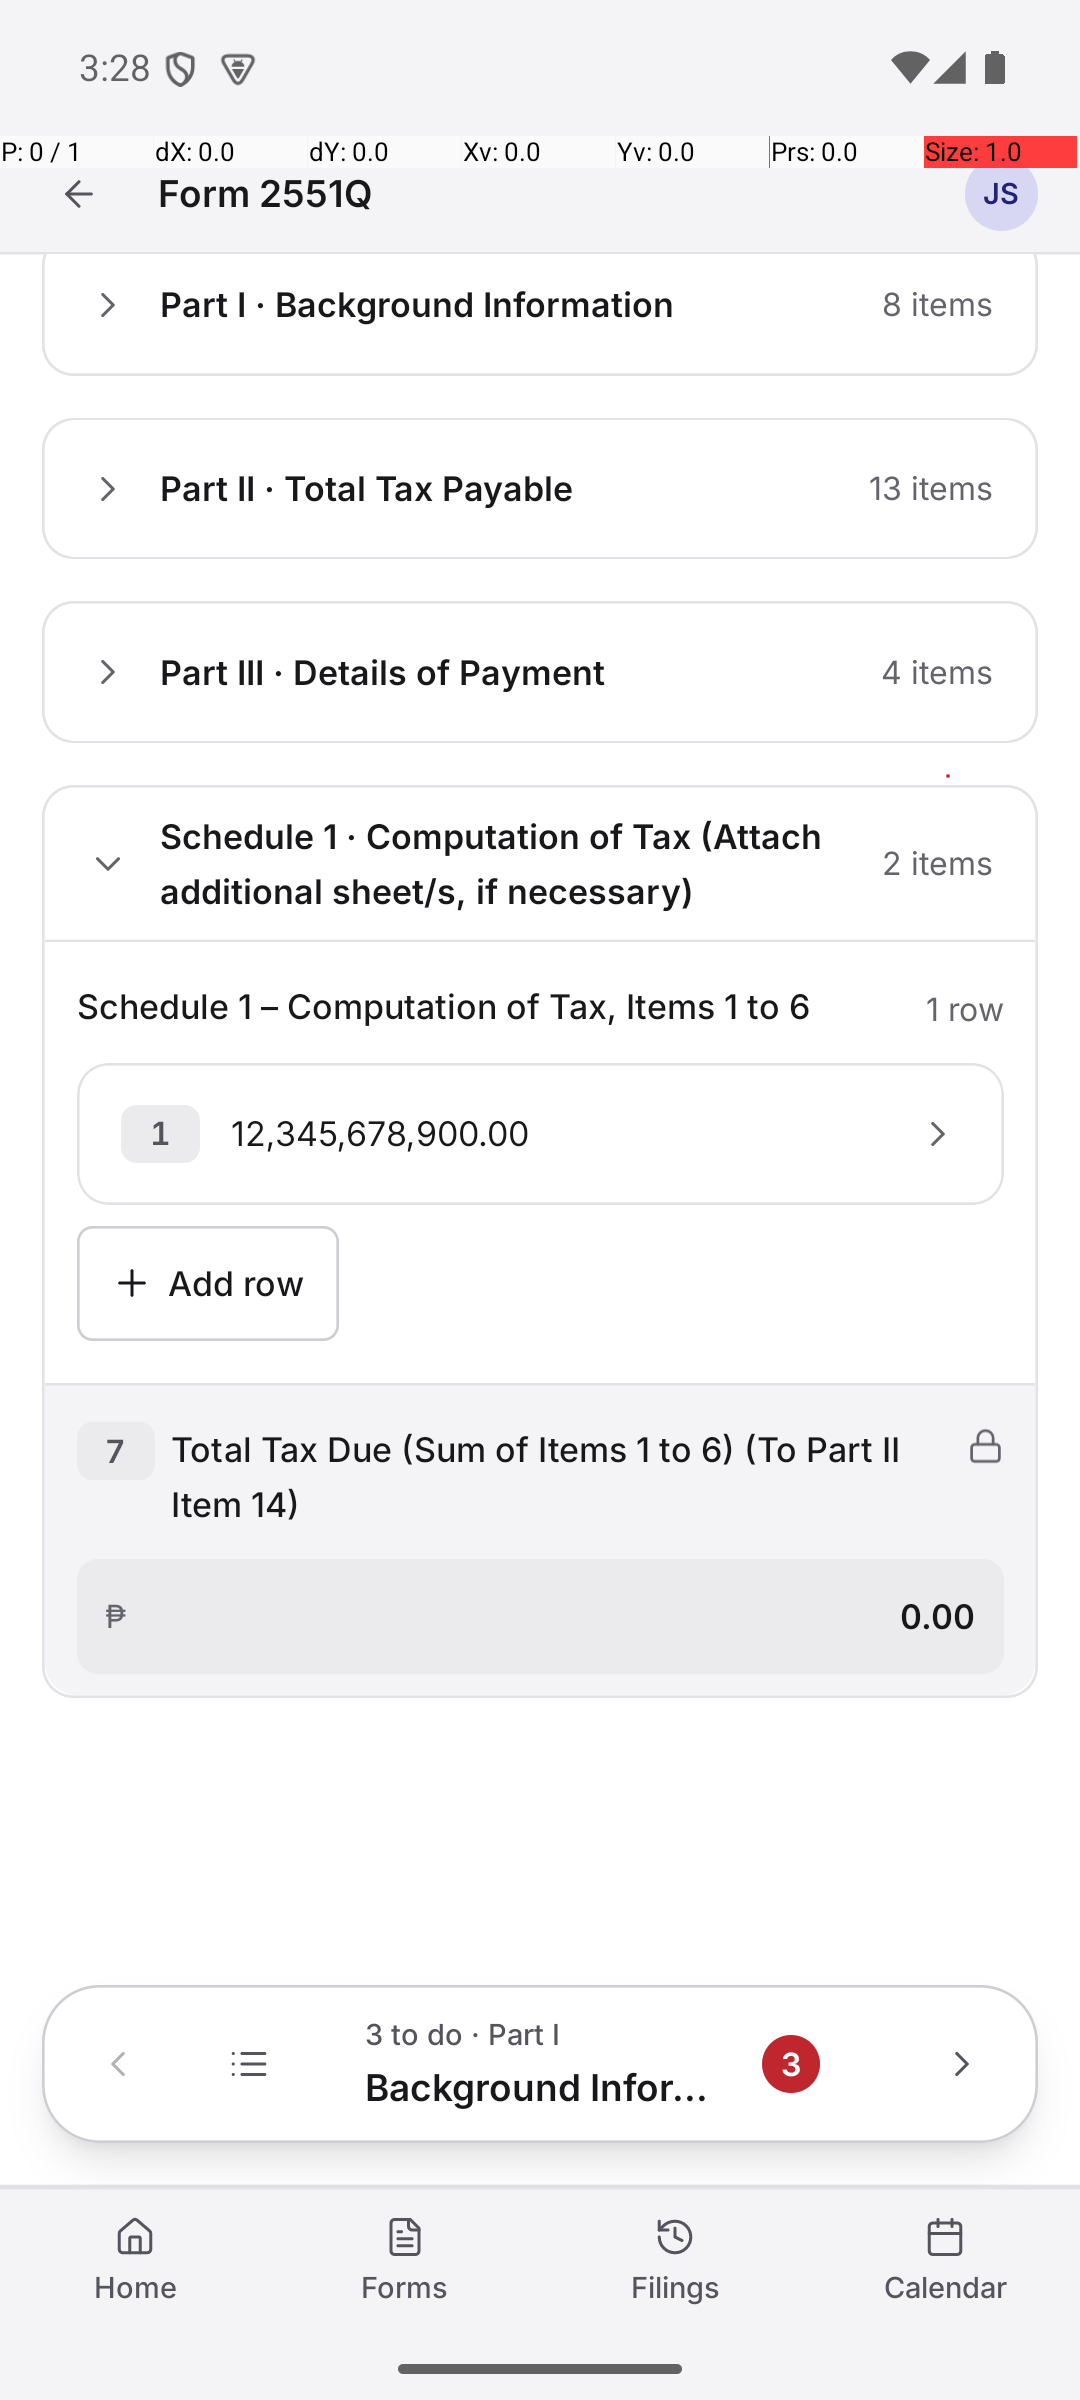 3:28
P: 0 / 1
dX: 0.0
dY: 0.0
Xv: 0.0
Yv: 0.0
Prs: 0.0
Size: 1.0
Form 2551Q
JS
Part I · Background Information
8 items
Part II · Total Tax Payable
13 items
Part III · Details of Payment
4 items
Schedule 1 · Computation of Tax (Attach
additional sheet/s, if necessary)
2 items
Schedule 1 – Computation of Tax, Items 1 to 6
1 row
1
12,345,678,900.00
Add row
7
Total Tax Due (Sum of Items 1 to 6) (To Part II
Item 14)
₱
0.00
3 to do · Part I
Background Infor...
3
Home
Forms
Filings
Calendar